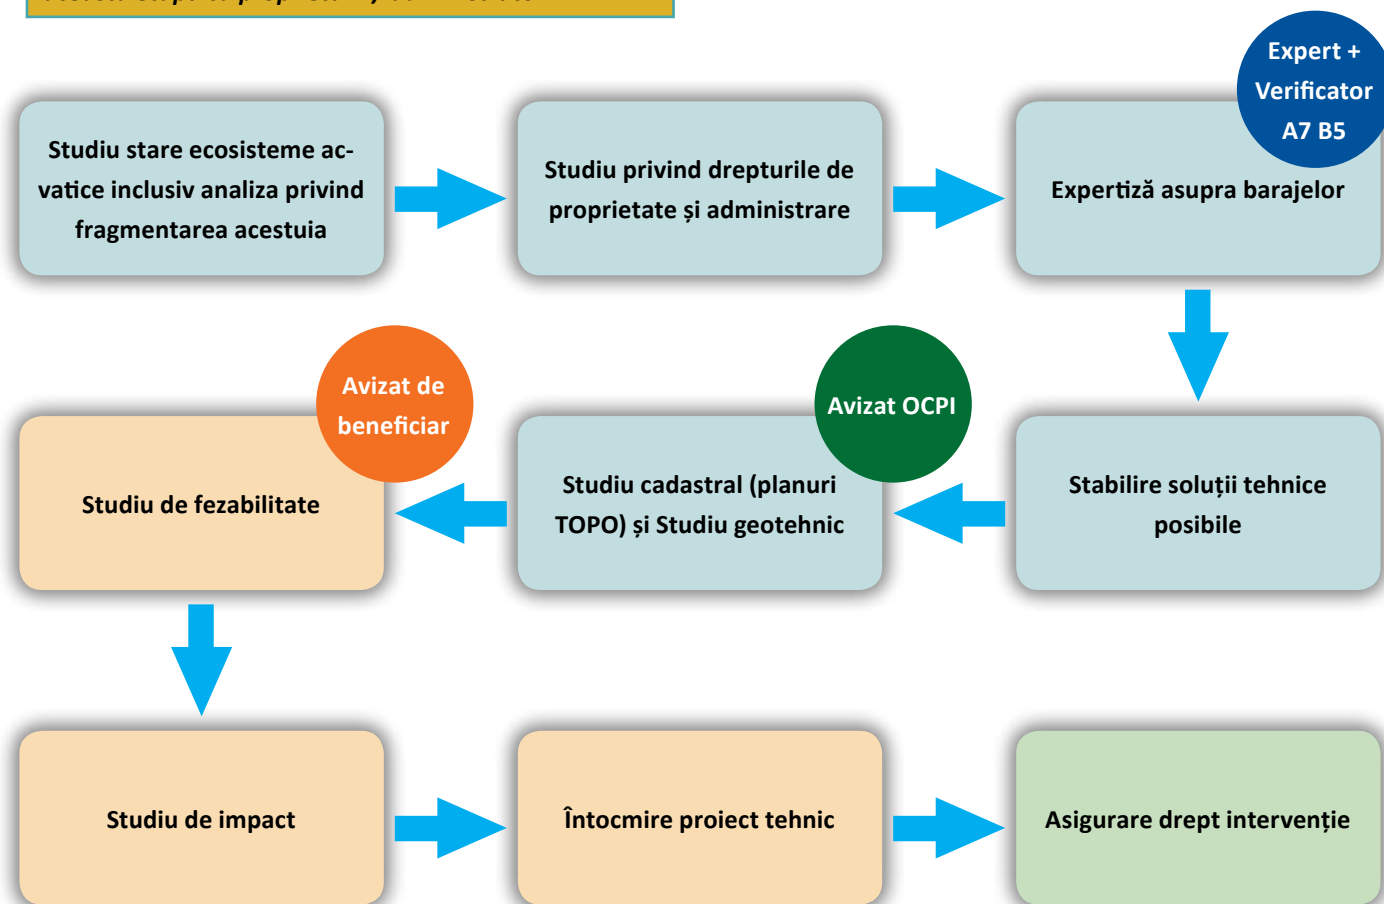 Expert +
Verificator
A7 B5
Studiu stare ecosisteme ac-
vatice inclusiv analiza privind
fragmentarea acestuia
Studiu privind drepturile de
proprietate și administrare
Expertiză asupra barajelor
Avizat de
beneficiar
Avizat OCPI
Studiu de fezabilitate
Studiu cadastral (planuri
TOPO) și Studiu geotehnic
Stabilire soluții tehnice
posibile
Studiu de impact
Întocmire proiect tehnic
Asigurare drept intervenție